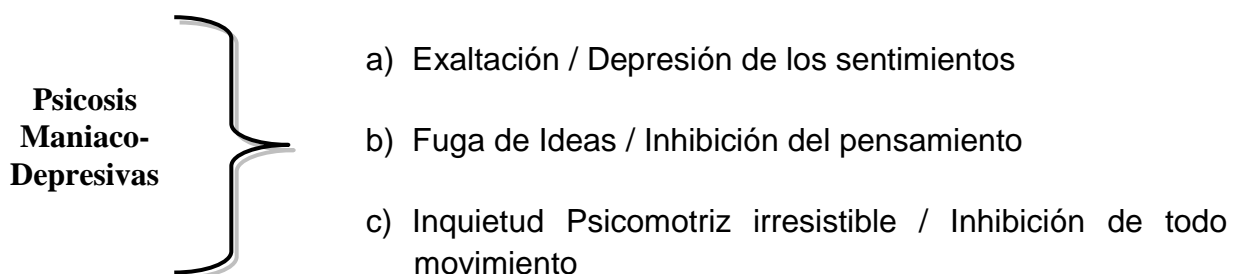 Psicosis
Maniaco-
Depresivas
a) Exaltación / Depresión de los sentimientos
b) Fuga de Ideas / Inhibición del pensamiento
c) Inquietud Psicomotriz irresistible / Inhibición de todo
movimiento